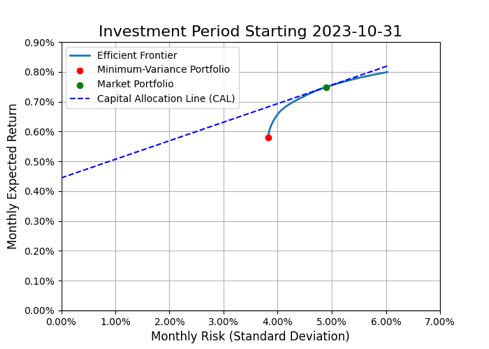 Investment Period Starting 2023-10-31
Monthly Expected Return
0.90%
0.80%
0.70%
0.60%
0.50%
0.40%
0.30%
0.20%
0.10%
0.00%
Efficient Frontier
Minimum-Variance Portfolio
Market Portfolio
Capital Allocation Line (CAL)
0.00% 1.00% 2.00% 3.00% 4.00% 5.00% 6.00% 7.00%
Monthly Risk (Standard Deviation)